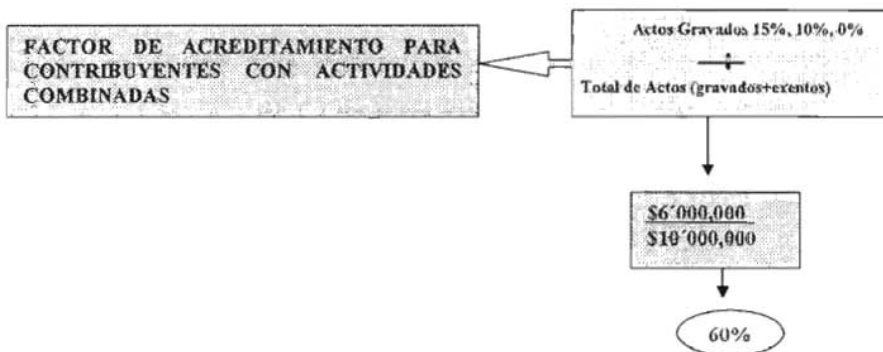 FACTOR DE ACREDITAMIENTO PARA
CONTRIBUYENTES CON ACTIVIDADES
COMBINADAS
Actos Gravados 15%, 10%, 0%
÷
Total de Actos (gravados+exentos)
$6´000,000
$10´000,000
60%